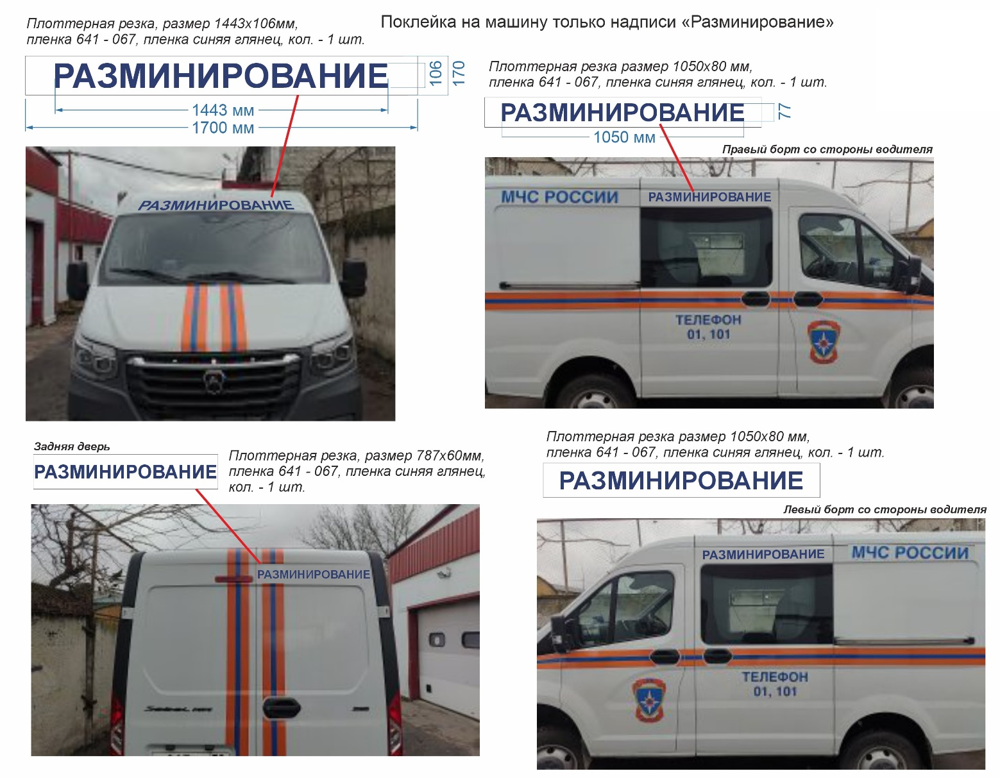 Плоттерная резка, размер 1443х106мм,
пленка 641 - 067, пленка синяя глянец, кол. - 1 шт.
РАЗМИНИРОВАНИЕ
106
170
1443 мм
1700 мм
РАЗМИНИРОВАНИЕ
Поклейка на машину только надписи «Разминирование»
Плоттерная резка размер 1050х80 мм,
пленка 641 - 067, пленка синяя глянец, кол. - 1 шт.
РАЗМИНИРОВАНИЕ
77
1050 мм
Правый борт со стороны водителя
МЧС РОССИИ
РАЗМИНИРОВАНИЕ
ТЕЛЕФОН
01, 101
Задняя дверь
РАЗМИНИРОВАНИЕ
Плоттерная резка, размер 787х60мм,
пленка 641 - 067, пленка синяя глянец,
кол. - 1 шт.
РАЗМИНИРОВАНИЕ
Плоттерная резка размер 1050х80 мм,
пленка 641 - 067, пленка синяя глянец, кол. - 1 шт.
РАЗМИНИРОВАНИЕ
Левый борт со стороны водителя
РАЗМИНИРОВАНИЕ
МЧС РОССИИ
ТЕЛЕФОН
01, 101